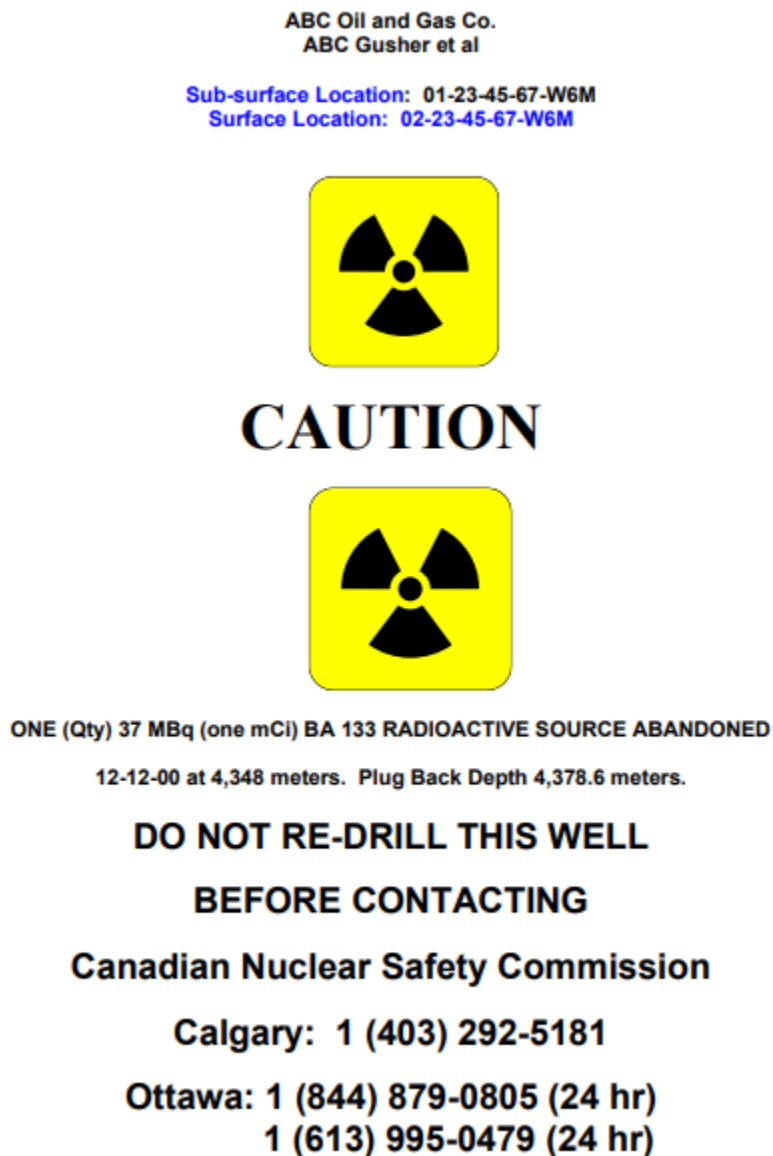 ABC Oil and Gas Co.
ABC Gusher et al
Sub-surface Location: 01-23-45-67-W6M
Surface Location: 02-23-45-67-W6M
CAUTION
ONE (Qty) 37 MBq (one mCi) BA 133 RADIOACTIVE SOURCE ABANDONED
12-12-00 at 4,348 meters. Plug Back Depth 4,378.6 meters.
DO NOT RE-DRILL THIS WELL
BEFORE CONTACTING
Canadian Nuclear Safety Commission
Calgary: 1 (403) 292-5181
Ottawa: 1 (844) 879-0805 (24 hr)
1 (613) 995-0479 (24 hr)